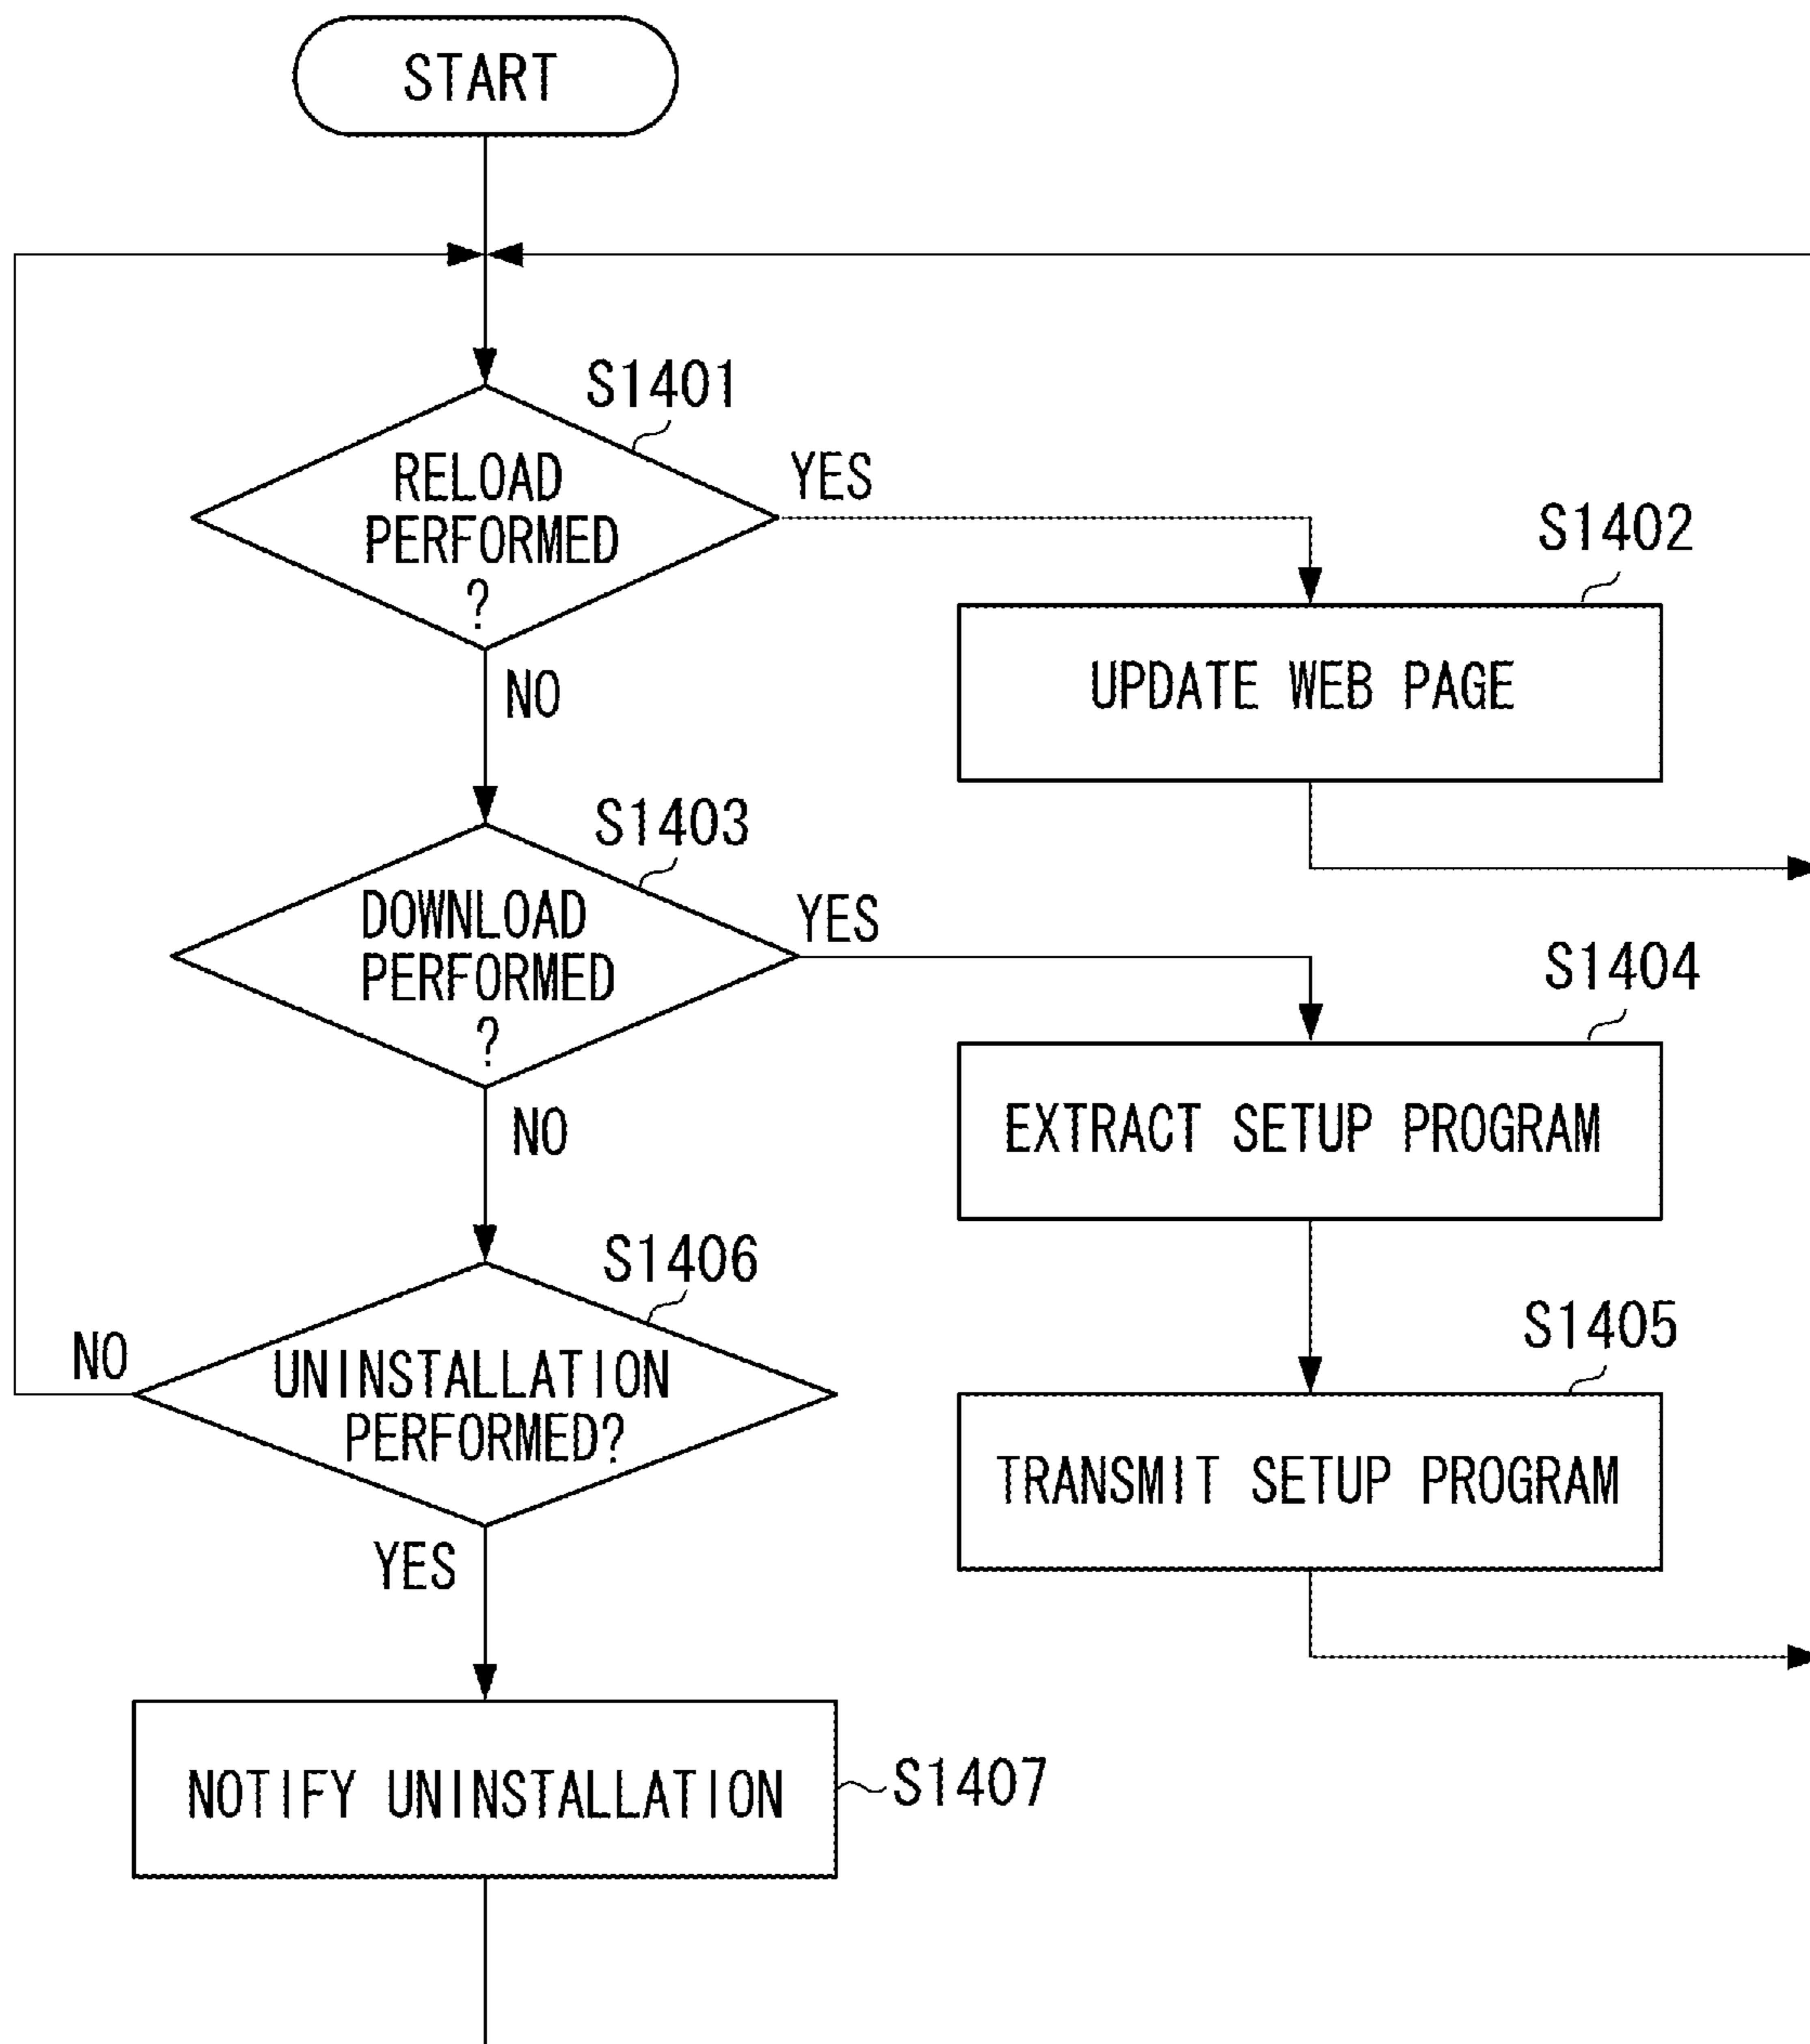 START
S1401
RELOAD
PERFORMED
?
YES
NO
S1402
UPDATE WEB PAGE
S1403
DOWNLOAD
PERFORMED
?
YES
NO
S1404
EXTRACT SETUP PROGRAM
S1405
TRANSMIT SETUP PROGRAM
S1406
UNINSTALLATION
PERFORMED?
NO
YES
NOTIFY UNINSTALLATION
S1407